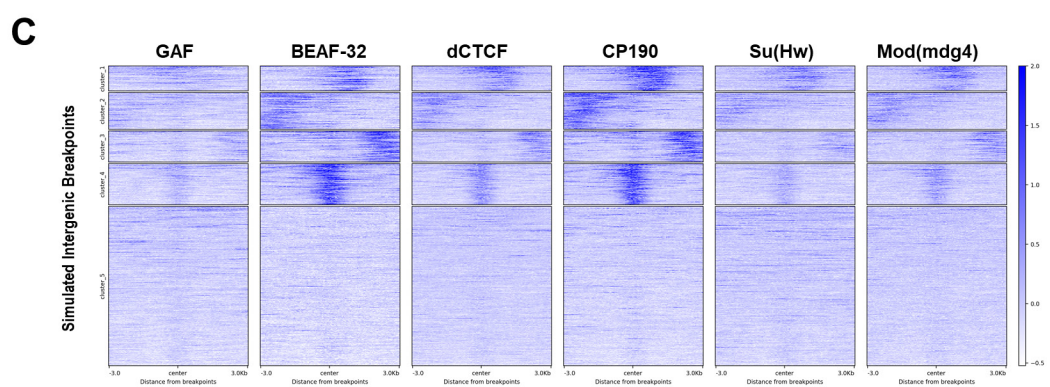 C
GAF BEAF-32 dCTCF CP190 Su(Hw) Mod(mdg4)
Simulated Intergenic Breakpoints
cluster_1
cluster_2
cluster_3
cluster_4
cluster_5
2.0
1.5
1.0
0.5
0.0
−0.5
-3.0 center 3.0Kb -3.0 center 3.0Kb -3.0 center 3.0Kb -3.0 center 3.0Kb -3.0 center 3.0Kb -3.0 center 3.0Kb
Distance from breakpoints Distance from breakpoints Distance from breakpoints Distance from breakpoints Distance from breakpoints Distance from breakpoints